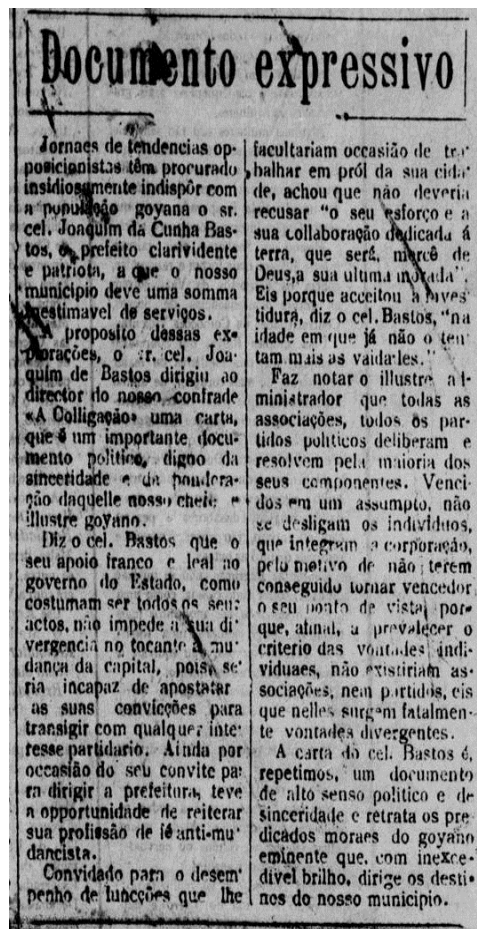 Documento expressivo
Jornaes de tendencias op-
posicionistas têm procurado
insidiosamente indispôr com
a população goyana o sr.
cel. Joaquim da Cunha Bas-
tos, o prefeito clarividente
e patriota, a que o nosso
municipio deve uma somma
inestimavel de serviços.
A proposito dessas ex-
plorações, o sr. cel. Joa-
quim de Bastos dirigiu ao
director do nosso confrade
«A Colligação» uma carta,
que é um importante docu-
mento politico, digno da
sinceridade e da pondera-
ção daquelle nosso chefe e
illustre goyano.
Diz o cel. Bastos que o
seu apoio franco e leal ao
governo do Estado, como
costumam ser todos os seus
actos, não impede a sua di-
vergencia no tocante á mu-
dança da capital, pois, se-
ria incapaz de apostatar
as suas convicções para
transigir com qualquer inte-
resse partidario. Ainda por
occasião do seu convite pa-
ra dirigir a prefeitura, teve
a opportunidade de reiterar
sua profissão de fé anti-mu-
dancista.
Convidado para o desem-
penho de funcções que lhe
facultariam occasião de tra-
balhar em pról da sua cida-
de, achou que não deveria
recusar "o seu esforço e a
sua collaboração dedicada á
terra, que será, mercê de
Deus,a sua ultima morada".
Eis porque acceitou a inves-
tidura, diz o cel. Bastos, "na
idade em que já não o ten-
tam mais as vaidades."
Faz notar o illustre ad-
ministrador que todas as
associações, todos os par-
tidos politicos deliberam e
resolvem pela maioria dos
seus componentes. Venci-
dos em um assumpto, não
se desligam os individuos,
que integram a corporação,
pelo motivo de não terem
conseguido tornar vencedor
o seu ponto de vista, por-
que, afinal, a prevalecer o
criterio das vontades indi-
viduaes, não existiriam as-
sociações, nem partidos, eis
que nelles surgem fatalmen-
te vontades divergentes.
A carta do cel. Bastos é,
repetimos, um documento
de alto senso politico e de
sinceridade e retrata os pre-
dicados moraes do goyano
eminente que, com inexce-
divel brilho, dirige os desti-
nos do nosso municipio.